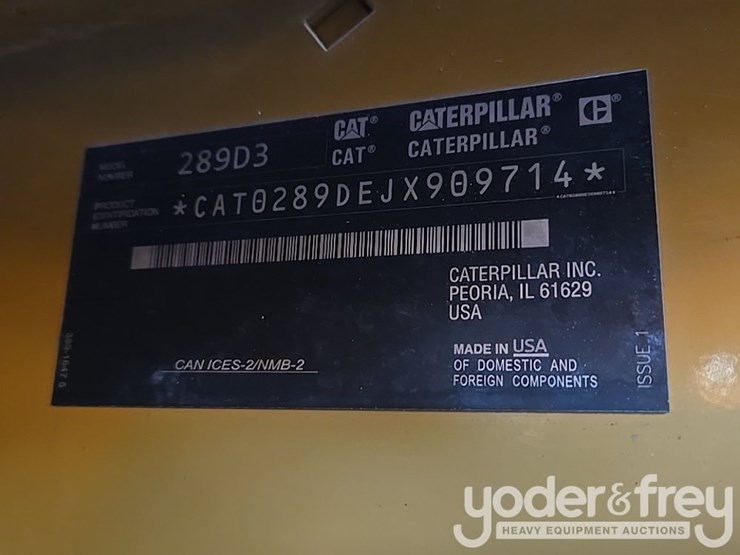 CAT® CATERPILLAR® C®
MODEL NUMBER 289D3 CAT® CATERPILLAR®
PRODUCT IDENTIFICATION NUMBER *CAT0289DEJX909714*
CATERPILLAR INC.
PEORIA, IL 61629
USA
MADE IN USA
OF DOMESTIC AND
FOREIGN COMPONENTS
CAN ICES-2/NMB-2
ISSUE 1
yoder&frey
HEAVY EQUIPMENT AUCTIONS